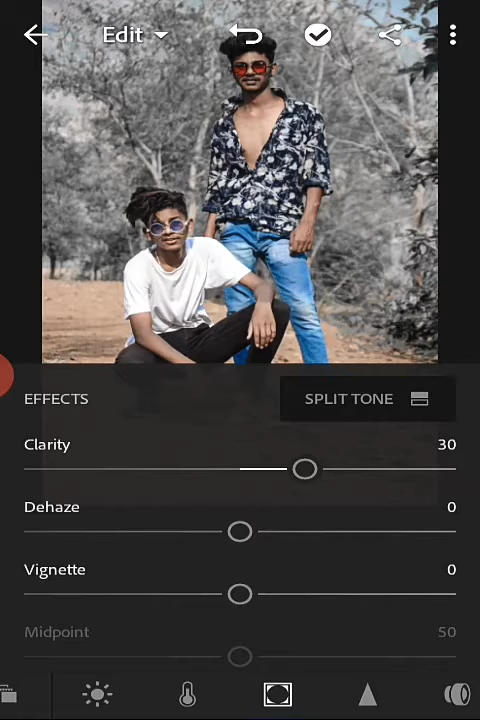 Edit
EFFECTS
SPLIT TONE
Clarity 30
Dehaze 0
Vignette 0
Midpoint 50